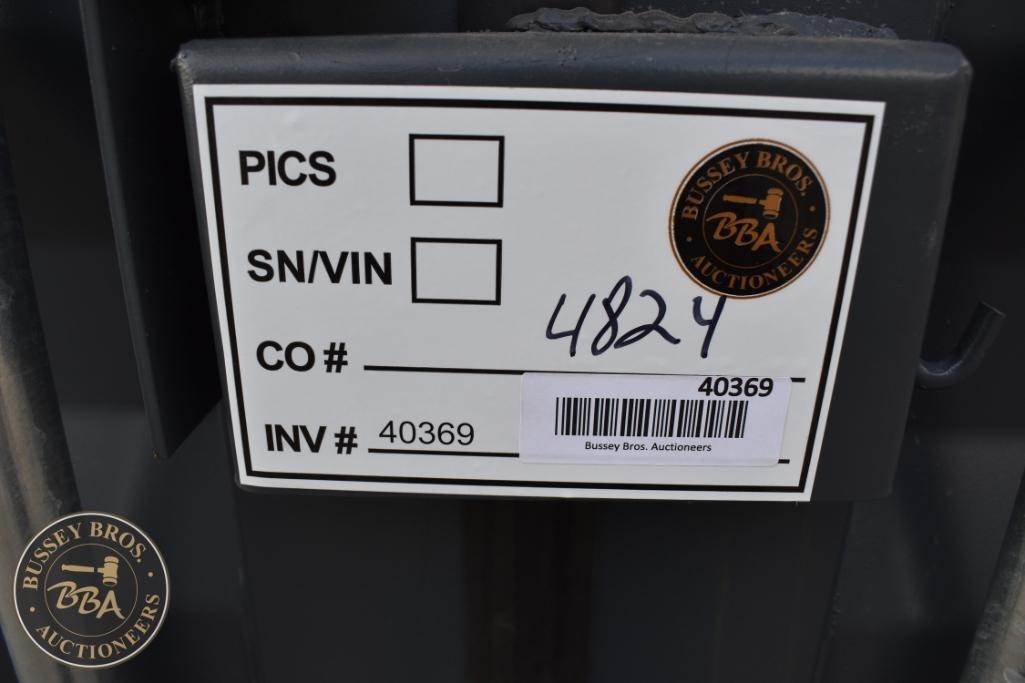 PICS
BUSSEY BROS.
BBA
AUCTIONEERS
SN/VIN
4824
CO #
40369
INV # 40369
Bussey Bros. Auctioneers
BUSSEY BROS.
BBA
AUCTIONEERS